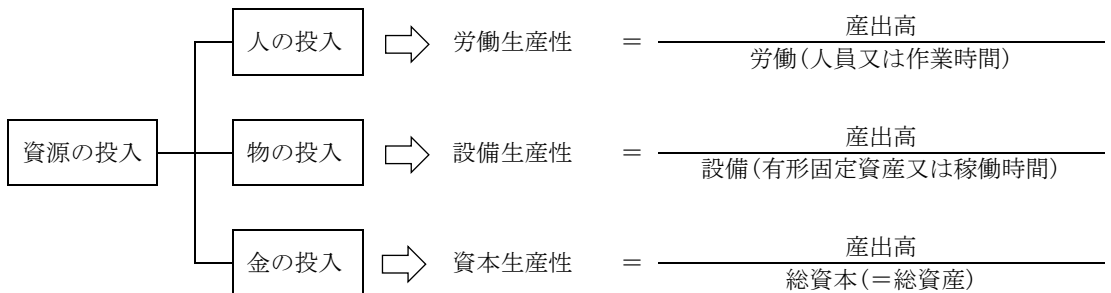 人の投入 労働生産性 = 産出高
労働(人員又は作業時間)
資源の投入 物の投入 設備生産性 = 産出高
設備(有形固定資産又は稼働時間)
金の投入 資本生産性 = 産出高
総資本(=総資産)